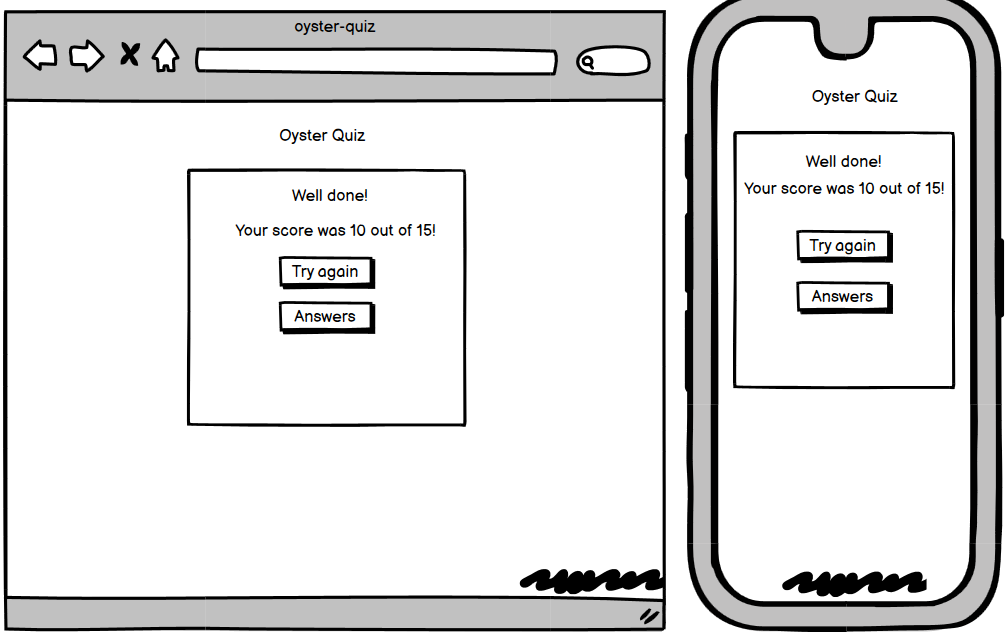 oyster-quiz
Oyster Quiz
Well done!
Your score was 10 out of 15!
Try again
Answers
Oyster Quiz
Well done!
Your score was 10 out of 15!
Try again
Answers